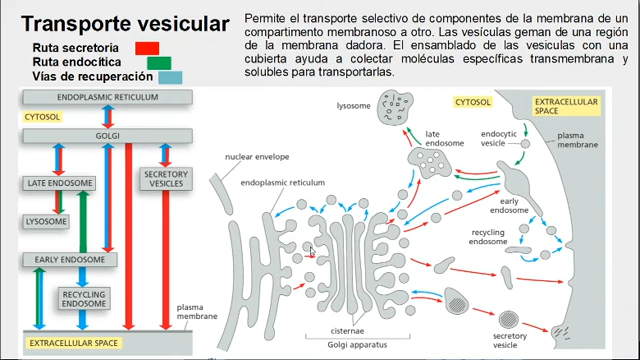 Transporte vesicular
Ruta secretoria
Ruta endocítica
Vías de recuperación
Permite el transporte selectivo de componentes de la membrana de un
compartimento membranoso a otro. Las vesículas geman de una región
de la membrana dadora. El ensamblado de las vesiculas con una
cubierta ayuda a colectar moléculas específicas transmembrana y
solubles para transportarlas.
ENDOPLASMIC RETICULUM
CYTOSOL
GOLGI
LATE ENDOSOME
SECRETORY
VESICLES
LYSOSOME
EARLY ENDOSOME
RECYCLING
ENDOSOME
plasma
membrane
EXTRACELLULAR SPACE
lysosome
CYTOSOL
EXTRACELLULAR
SPACE
late
endosome
endocytic
vesicle
plasma
membrane
nuclear envelope
endoplasmic reticulum
early
endosome
recycling
endosome
cisternae
Golgi apparatus
secretory
vesicle